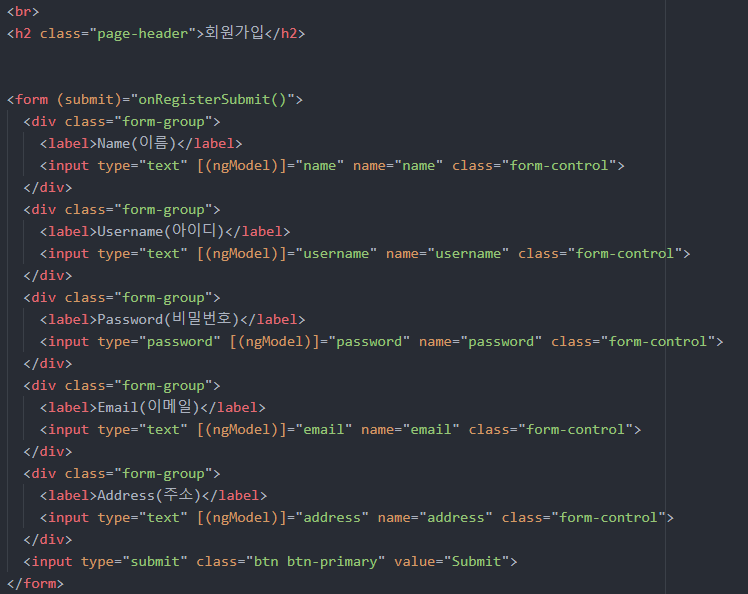 <br>
<h2 class="page-header">회원가입</h2>
<form (submit)="onRegisterSubmit()">
<div class="form-group">
<label>Name(이름)</label>
<input type="text" [(ngModel)]="name" name="name" class="form-control">
</div>
<div class="form-group">
<label>Username(아이디)</label>
<input type="text" [(ngModel)]="username" name="username" class="form-control">
</div>
<div class="form-group">
<label>Password(비밀번호)</label>
<input type="password" [(ngModel)]="password" name="password" class="form-control">
</div>
<div class="form-group">
<label>Email(이메일)</label>
<input type="text" [(ngModel)]="email" name="email" class="form-control">
</div>
<div class="form-group">
<label>Address(주소)</label>
<input type="text" [(ngModel)]="address" name="address" class="form-control">
</div>
<input type="submit" class="btn btn-primary" value="Submit">
</form>